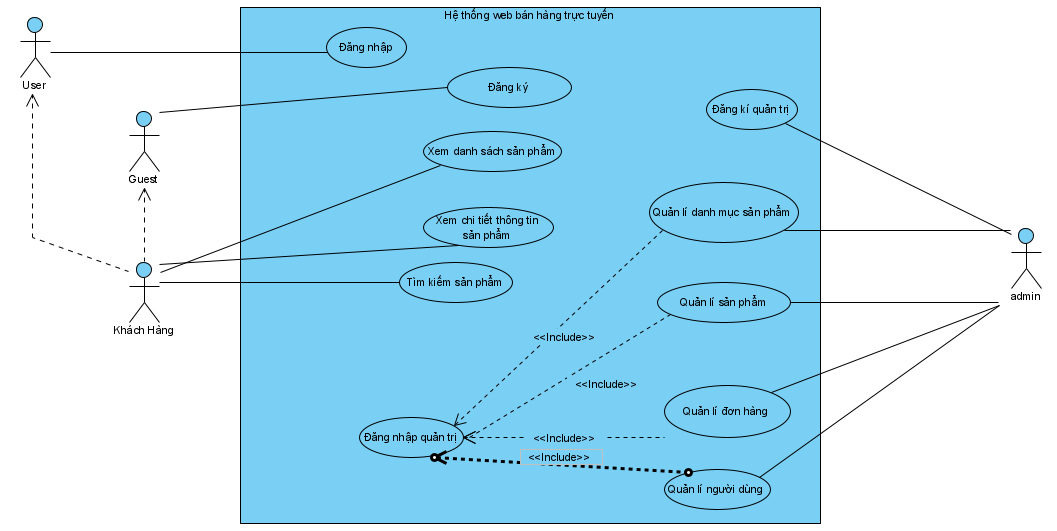 Hệ thống web bán hàng trực tuyến
Đăng nhập
User
Đăng ký
Đăng kí quản trị
Xem danh sách sản phẩm
Guest
Quản lí danh mục sản phẩm
Xem chi tiết thông tin
sản phẩm
Tìm kiếm sản phẩm
admin
Quản lí sản phẩm
Khách Hàng
<<Include>>
<<Include>>
Quản lí đơn hàng
Đăng nhập quản trị
<<Include>>
<<Include>>
Quản lí người dùng